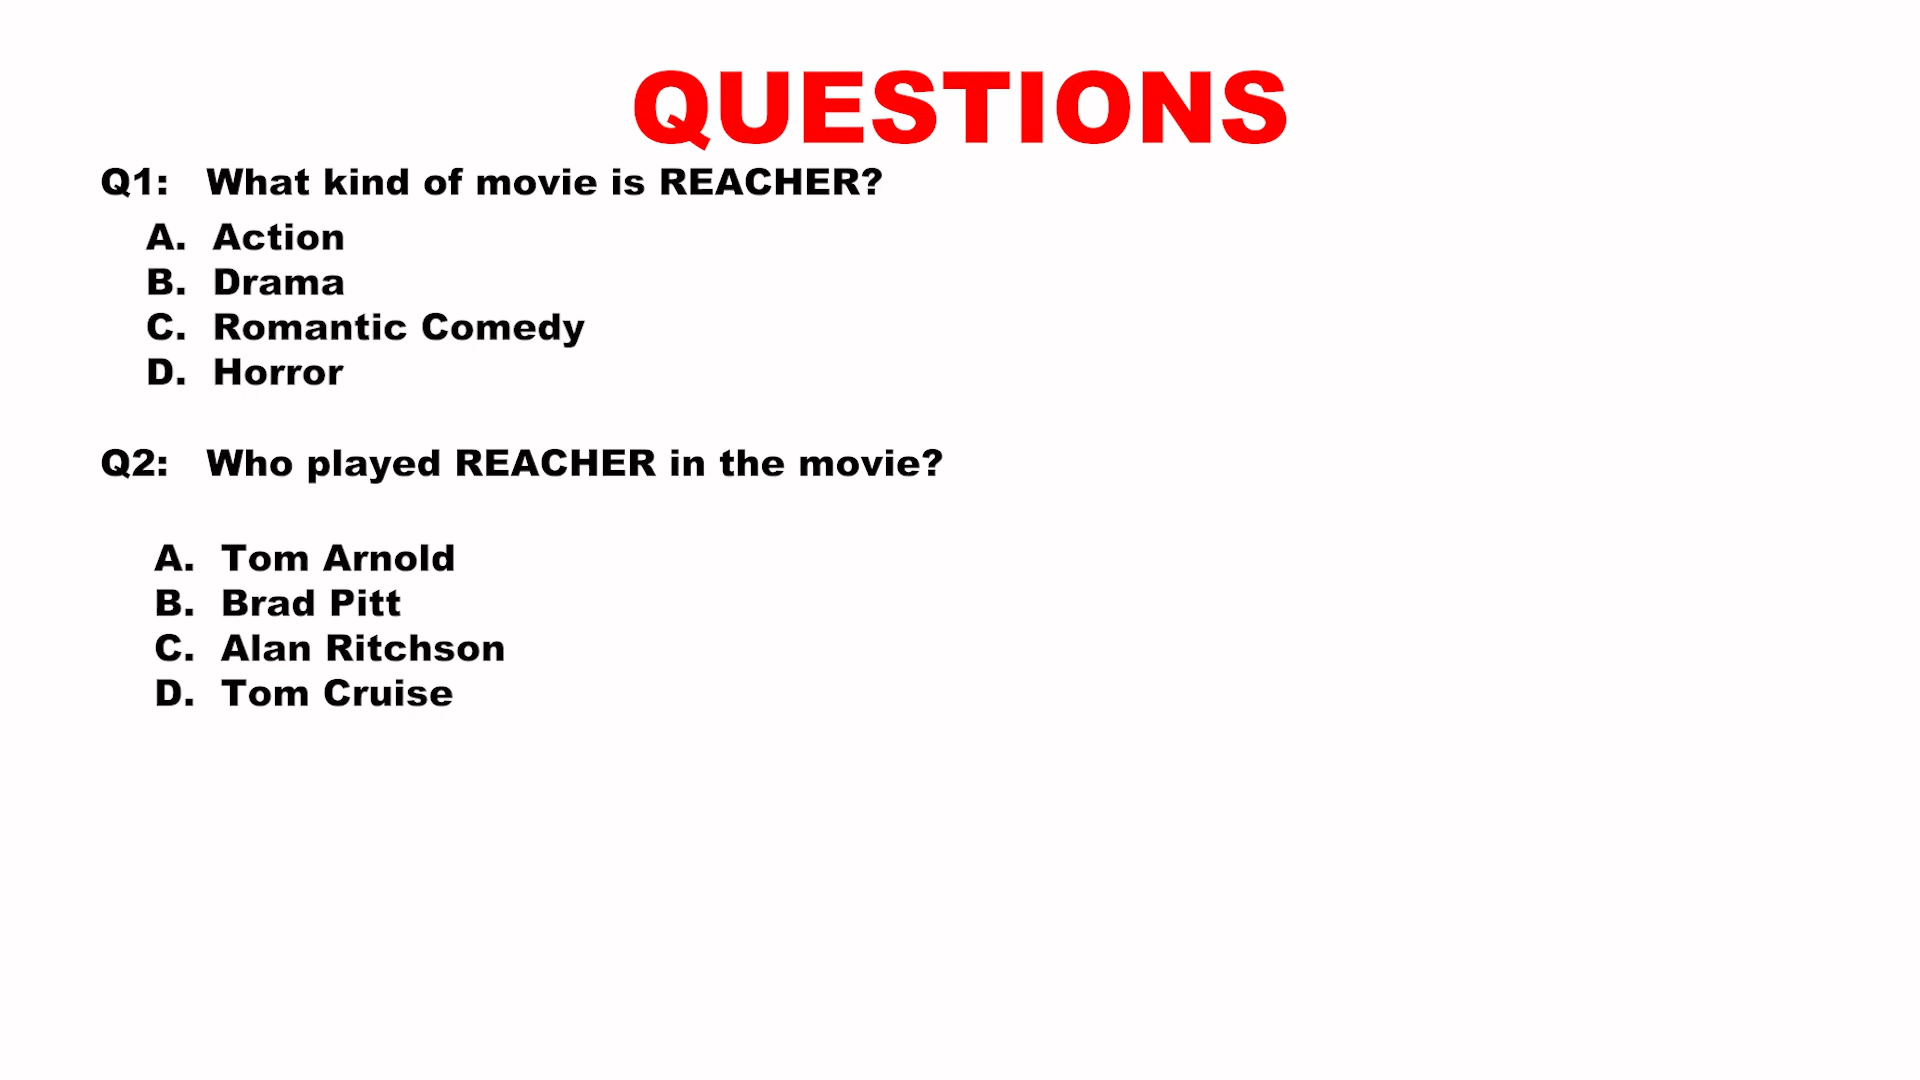 QUESTIONS
Q1: What kind of movie is REACHER?
A. Action
B. Drama
C. Romantic Comedy
D. Horror
Q2: Who played REACHER in the movie?
A. Tom Arnold
B. Brad Pitt
C. Alan Ritchson
D. Tom Cruise